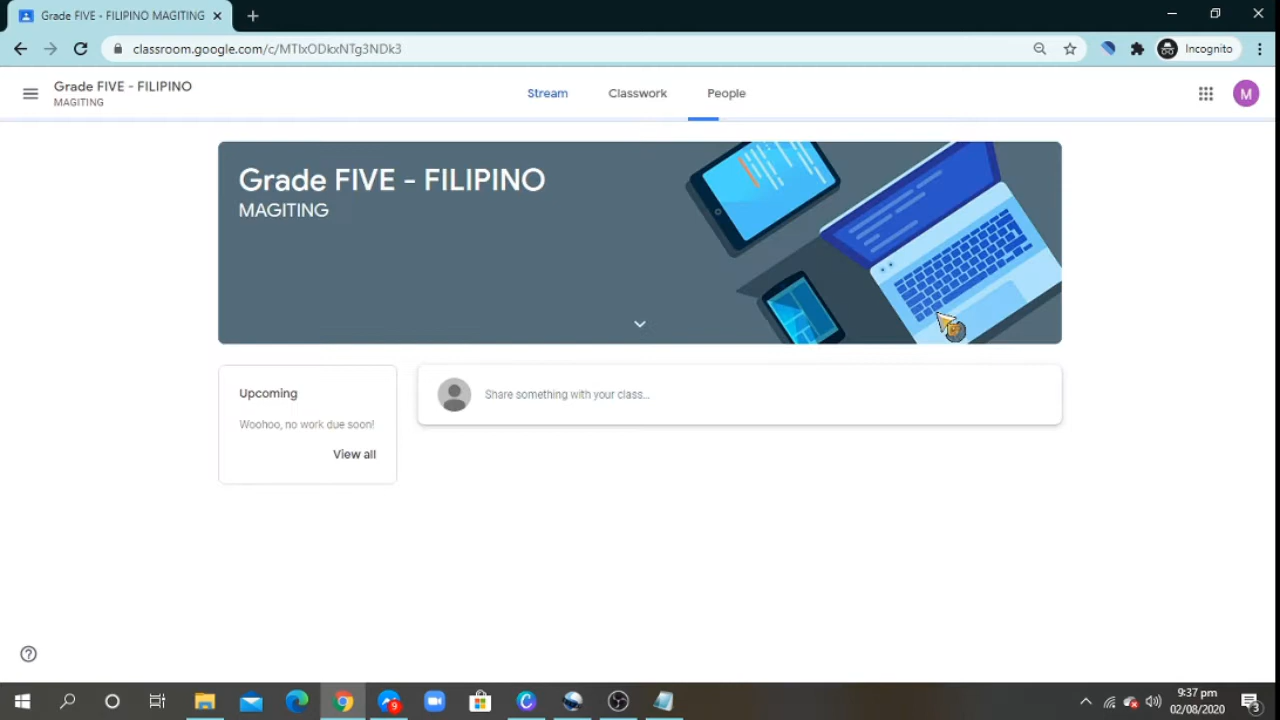 Grade FIVE - FILIPINO MAGITING
classroom.google.com/c/MTIxODkxNTg3NDk3
Incognito
Grade FIVE - FILIPINO
MAGITING
Stream
Classwork
People
M
Grade FIVE - FILIPINO
MAGITING
Upcoming
Woohoo, no work due soon!
View all
Share something with your class...
9
9:37 pm
02/08/2020
3